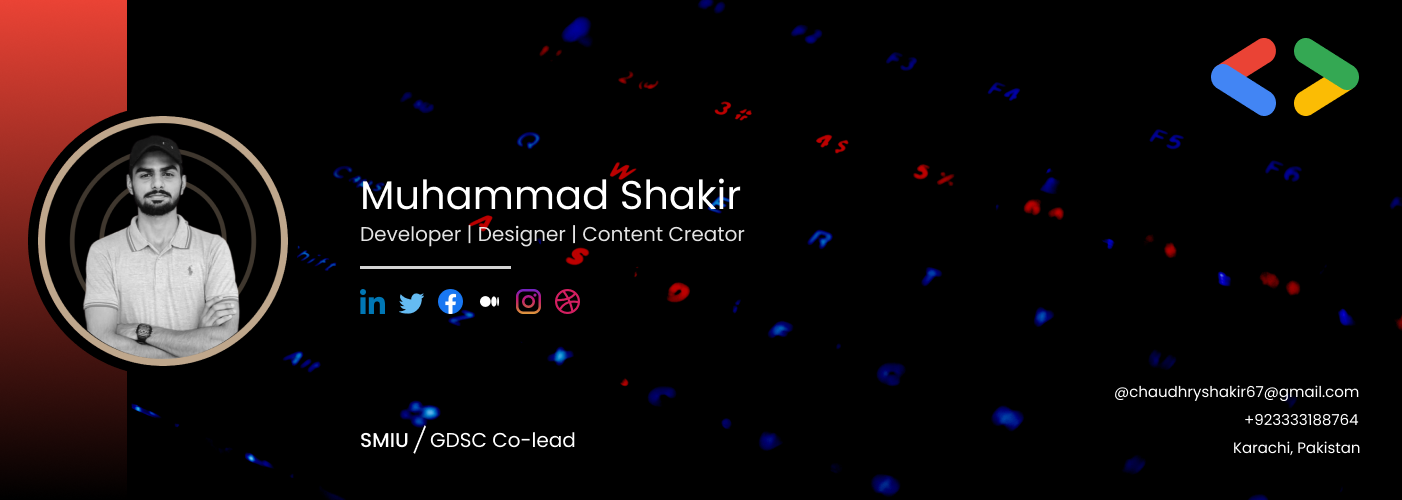 Muhammad Shakir
Developer | Designer | Content Creator
SMIU / GDSC Co-lead
@chaudhryshakir67@gmail.com
+923333188764
Karachi, Pakistan